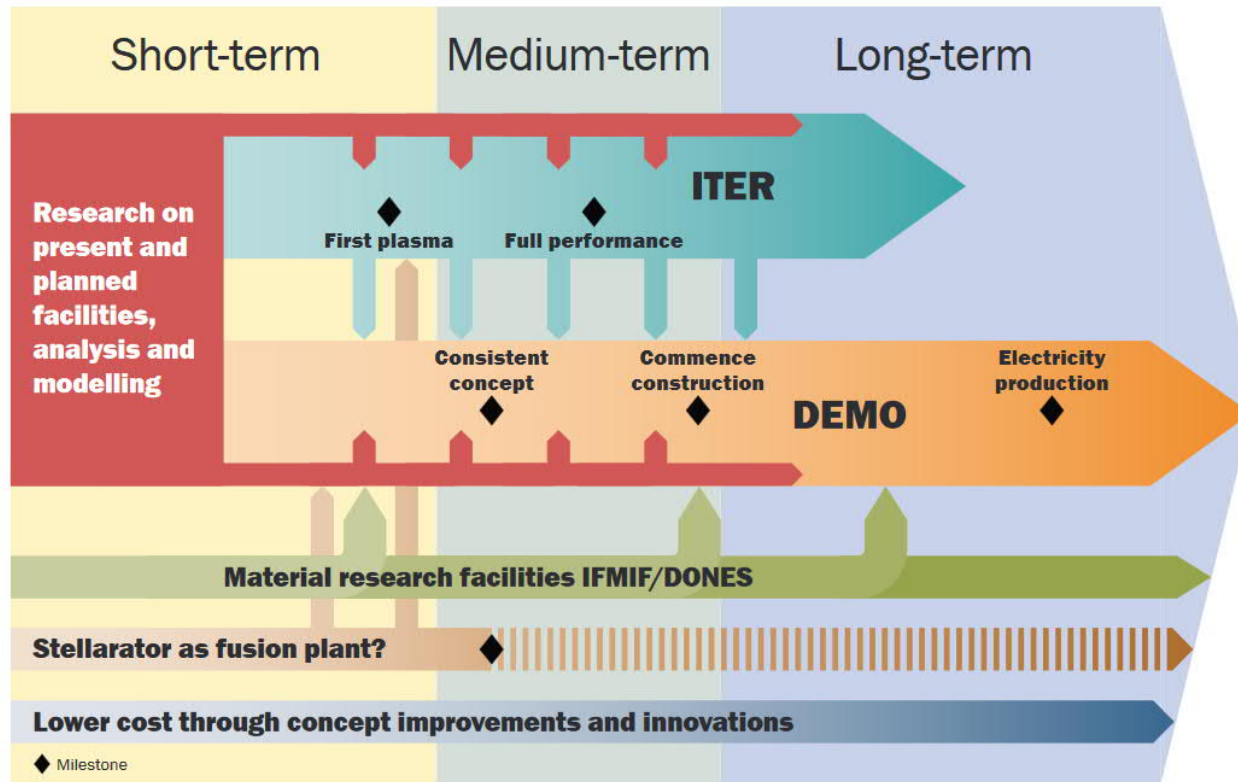 Short-term
Medium-term
Long-term
Research on
present and
planned
facilities,
analysis and
modelling
ITER
First plasma
Full performance
Consistent
concept
Commence
construction
Electricity
production
DEMO
Material research facilities IFMIF/DONES
Stellarator as fusion plant?
Lower cost through concept improvements and innovations
Milestone